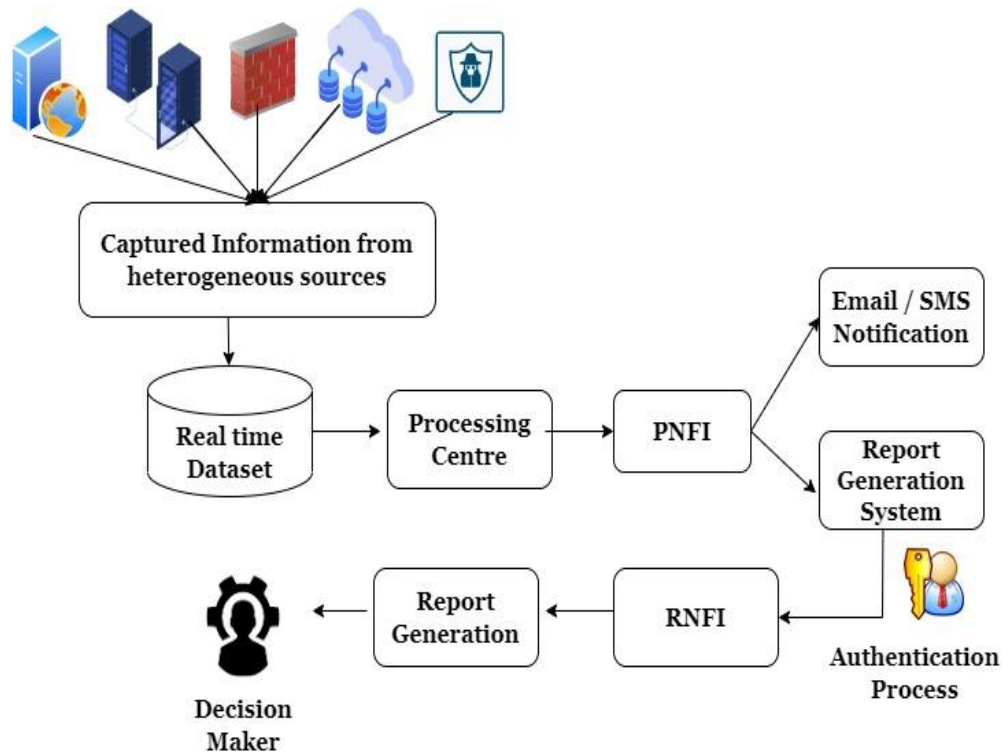 Captured Information from
heterogeneous sources
Email / SMS
Notification
Real time
Dataset
Processing
Centre
PNFI
Report
Generation
System
Report
Generation
RNFI
Authentication
Process
Decision
Maker